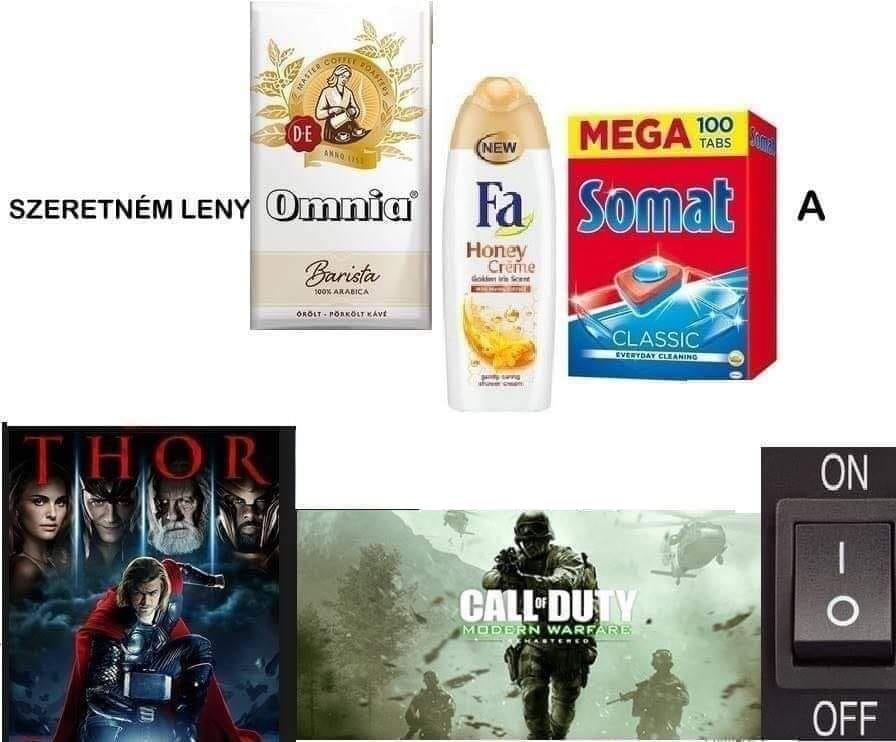 MASTER COFFEE ROASTERS
D·E
ANNO 1753
SZERETNÉM LENY
Omnia®
Barista
100% ARABICA
ŐRÖLT - PÖRKÖLT KÁVÉ
NEW
Fa
Honey
Crème
Golden Iris Scent
gently caring
shower cream
MEGA 100
TABS
Somat
Somat
CLASSIC
EVERYDAY CLEANING
A
THOR
CALL OF DUTY
MODERN WARFARE
REMASTERED
ON
I
O
OFF